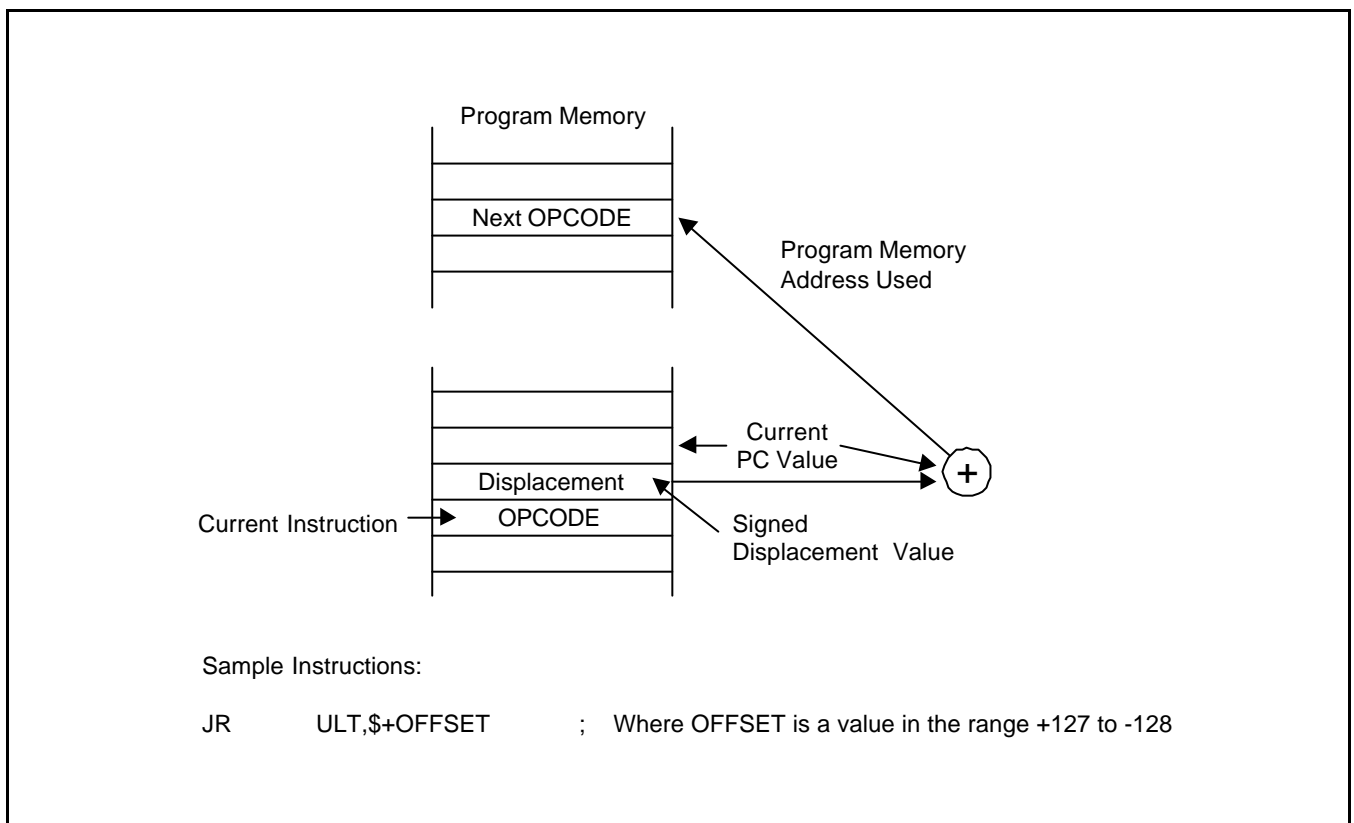 Program Memory
Next OPCODE
Program Memory
Address Used
Current
PC Value
+
Displacement
Current Instruction
OPCODE
Signed
Displacement Value
Sample Instructions:
JR ULT,$+OFFSET ; Where OFFSET is a value in the range +127 to -128